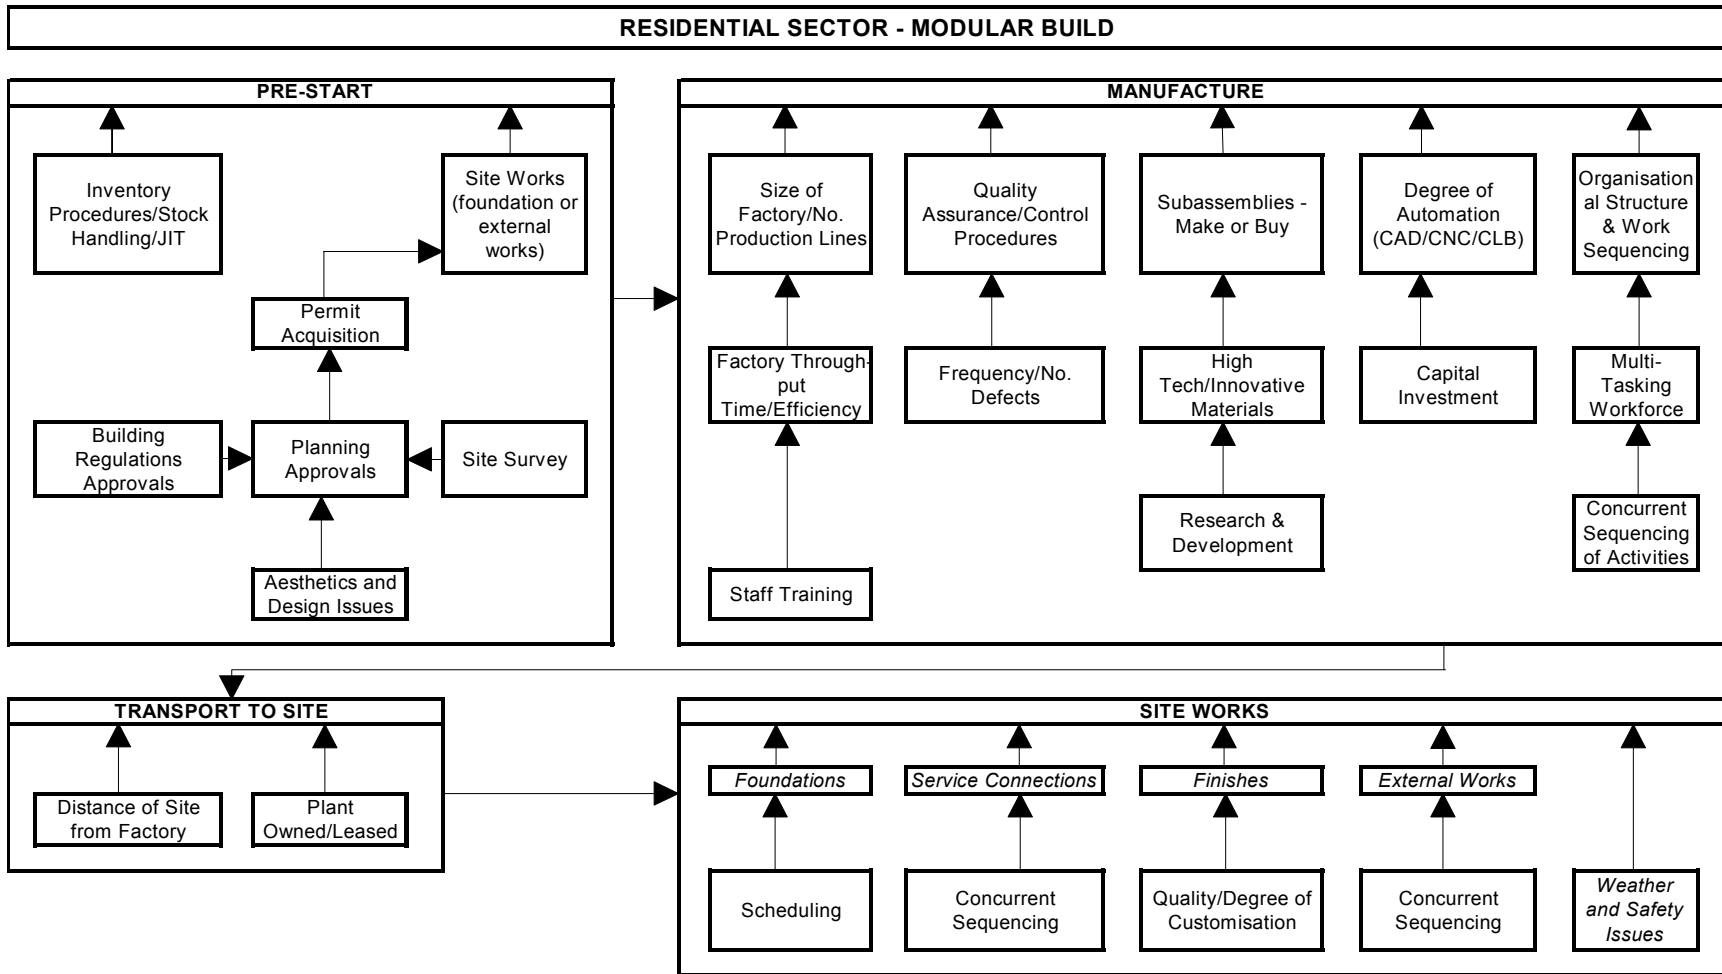 RESIDENTIAL SECTOR - MODULAR BUILD
PRE-START
Inventory
Procedures/Stock
Handling/JIT
Site Works
(foundation or
external
works)
Permit
Acquisition
Building
Regulations
Approvals
Planning
Approvals
Site Survey
Aesthetics and
Design Issues
MANUFACTURE
Size of
Factory/No.
Production Lines
Quality
Assurance/Control
Procedures
Subassemblies -
Make or Buy
Degree of
Automation
(CAD/CNC/CLB)
Organisation
al Structure
& Work
Sequencing
Factory Through-
put
Time/Efficiency
Frequency/No.
Defects
High
Tech/Innovative
Materials
Capital
Investment
Multi-
Tasking
Workforce
Research &
Development
Concurrent
Sequencing
of Activities
Staff Training
TRANSPORT TO SITE
Distance of Site
from Factory
Plant
Owned/Leased
SITE WORKS
Foundations
Service Connections
Finishes
External Works
Scheduling
Concurrent
Sequencing
Quality/Degree of
Customisation
Concurrent
Sequencing
Weather
and Safety
Issues